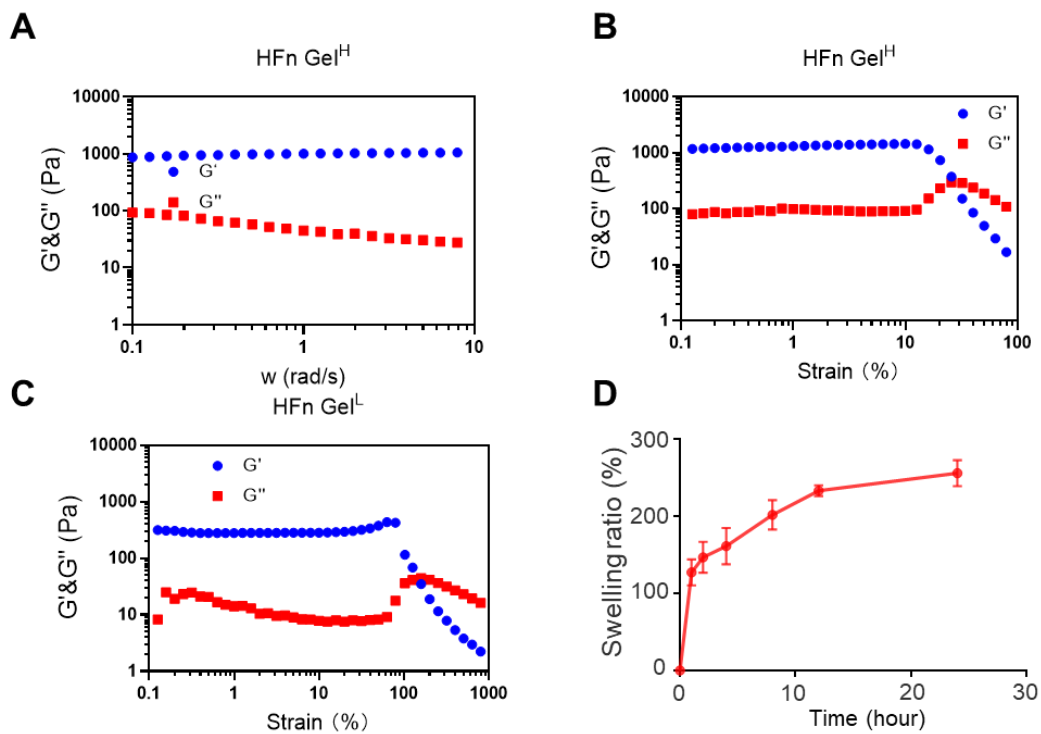 A
HFn Gel^H
G'&G'' (Pa)
10000
1000
100
10
1
G'
G''
0.1
1
10
w (rad/s)
B
HFn Gel^H
G'&G'' (Pa)
10000
1000
100
10
1
G'
G''
0.1
1
10
100
Strain (%)
C
HFn Gel^L
G'&G'' (Pa)
10000
1000
100
10
1
G'
G''
0.1
1
10
100
1000
Strain (%)
D
Swelling ratio (%)
300
200
100
0
0
10
20
30
Time (hour)